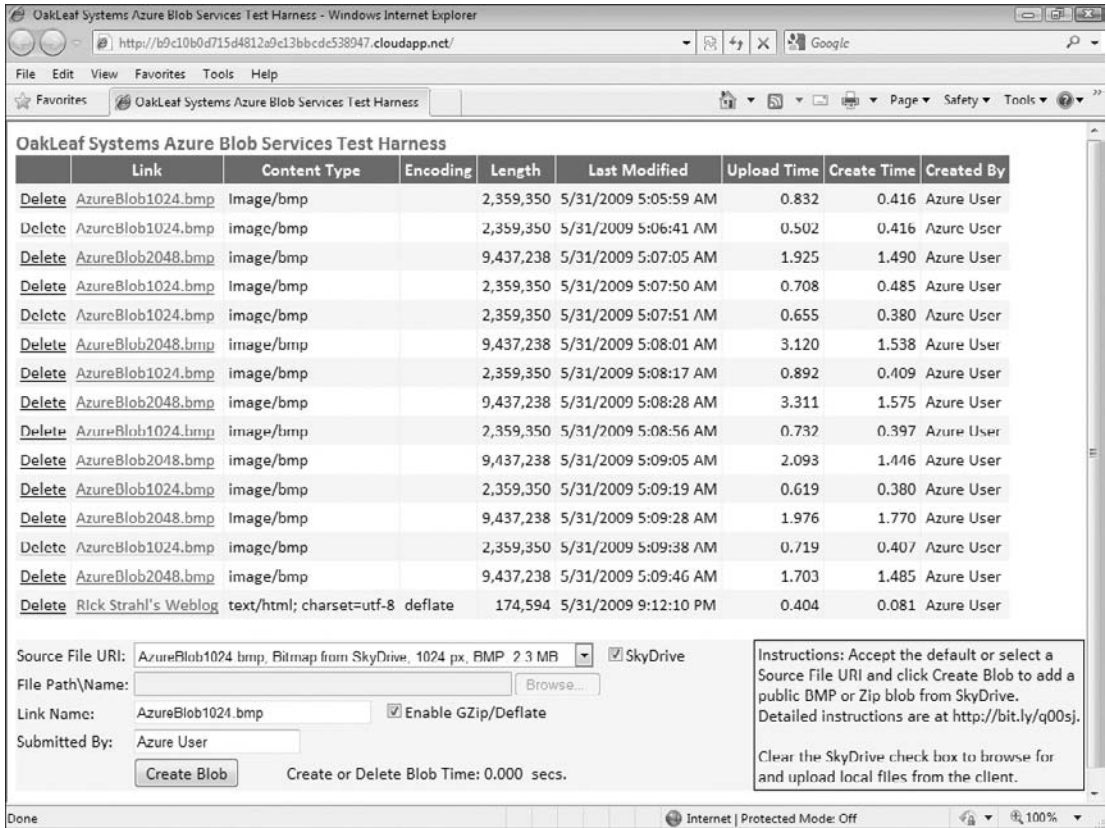 OakLeaf Systems Azure Blob Services Test Harness - Windows Internet Explorer
http://b9c10b0d715d4812a9c13bbcdc538947.cloudapp.net/
Google
File Edit View Favorites Tools Help
Favorites OakLeaf Systems Azure Blob Services Test Harness Page Safety Tools
OakLeaf Systems Azure Blob Services Test Harness
Link Content Type Encoding Length Last Modified Upload Time Create Time Created By
Delete AzureBlob1024.bmp image/bmp 2,359,350 5/31/2009 5:05:59 AM 0.832 0.416 Azure User
Delete AzureBlob1024.bmp image/bmp 2,359,350 5/31/2009 5:06:41 AM 0.502 0.416 Azure User
Delete AzureBlob2048.bmp image/bmp 9,437,238 5/31/2009 5:07:05 AM 1.925 1.490 Azure User
Delete AzureBlob1024.bmp image/bmp 2,359,350 5/31/2009 5:07:50 AM 0.708 0.485 Azure User
Delete AzureBlob1024.bmp image/bmp 2,359,350 5/31/2009 5:07:51 AM 0.655 0.380 Azure User
Delete AzureBlob2048.bmp image/bmp 9,437,238 5/31/2009 5:08:01 AM 3.120 1.538 Azure User
Delete AzureBlob1024.bmp image/bmp 2,359,350 5/31/2009 5:08:17 AM 0.892 0.409 Azure User
Delete AzureBlob2048.bmp image/bmp 9,437,238 5/31/2009 5:08:28 AM 3.311 1.575 Azure User
Delete AzureBlob1024.bmp image/bmp 2,359,350 5/31/2009 5:08:56 AM 0.732 0.397 Azure User
Delete AzureBlob2048.bmp image/bmp 9,437,238 5/31/2009 5:09:05 AM 2.093 1.446 Azure User
Delete AzureBlob1024.bmp image/bmp 2,359,350 5/31/2009 5:09:19 AM 0.619 0.380 Azure User
Delete AzureBlob2048.bmp image/bmp 9,437,238 5/31/2009 5:09:28 AM 1.976 1.770 Azure User
Delete AzureBlob1024.bmp image/bmp 2,359,350 5/31/2009 5:09:38 AM 0.719 0.407 Azure User
Delete AzureBlob2048.bmp image/bmp 9,437,238 5/31/2009 5:09:46 AM 1.703 1.485 Azure User
Delete Rick Strahl's Weblog text/html; charset=utf-8 deflate 174,594 5/31/2009 9:12:10 PM 0.404 0.081 Azure User
Source File URI: AzureBlob1024.bmp, Bitmap from SkyDrive, 1024 px, BMP 2.3 MB SkyDrive
File Path\Name: Browse...
Link Name: AzureBlob1024.bmp Enable GZip/Deflate
Submitted By: Azure User
Create Blob Create or Delete Blob Time: 0.000 secs.
Instructions: Accept the default or select a
Source File URI and click Create Blob to add a
public BMP or Zip blob from SkyDrive.
Detailed instructions are at http://bit.ly/q00sj.
Clear the SkyDrive check box to browse for
and upload local files from the client.
Done Internet | Protected Mode: Off 100%